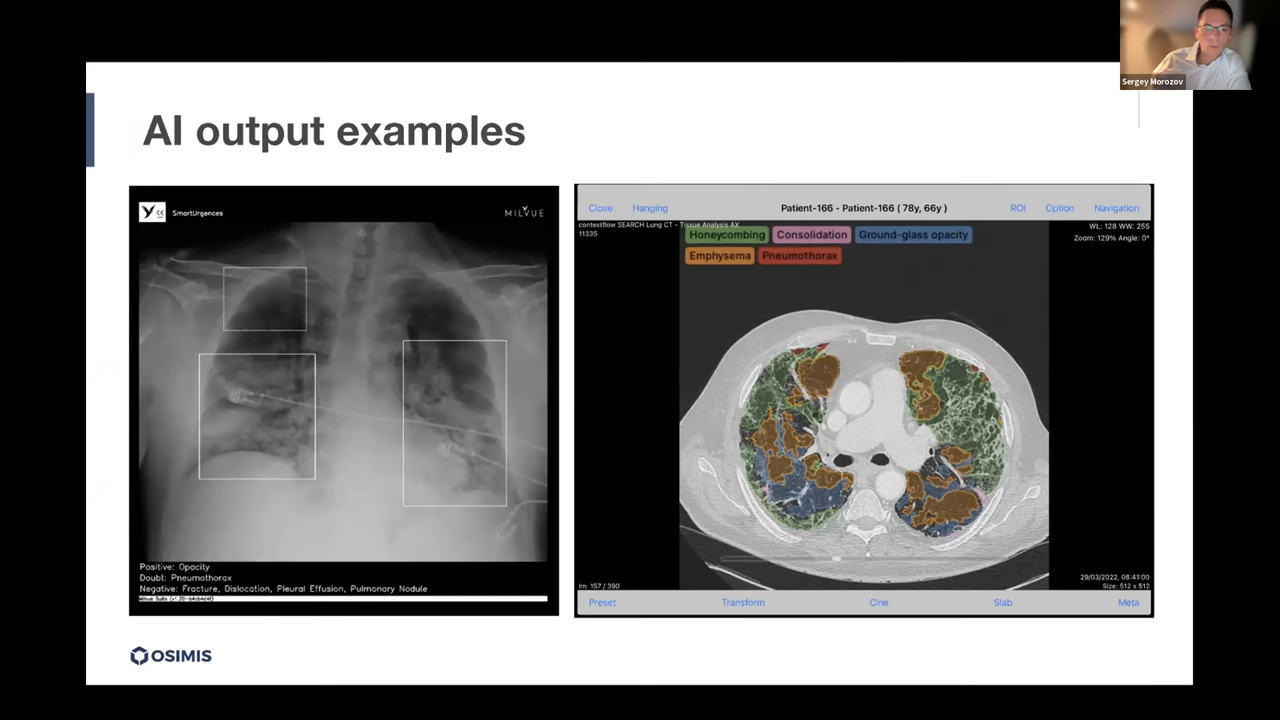 Sergey Morozov
AI output examples
SmartUrgences
MILVUE
Positive: Opacity
Doubt: Pneumothorax
Negative: Fracture, Dislocation, Pleural Effusion, Pulmonary Nodule
Close
Hanging
Patient-166 - Patient-166 ( 78y, 66y )
ROI
Option
Navigation
contextflow SEARCH Lung CT - Tissue Analysis AX
11335
WL: 128 WW: 255
Zoom: 129% Angle: 0°
Honeycombing
Consolidation
Ground-glass opacity
Emphysema
Pneumothorax
Im: 157 / 390
29/03/2022, 08:41:00
Size: 512 x 512
Preset
Transform
Cine
Slab
Meta
OSIMIS